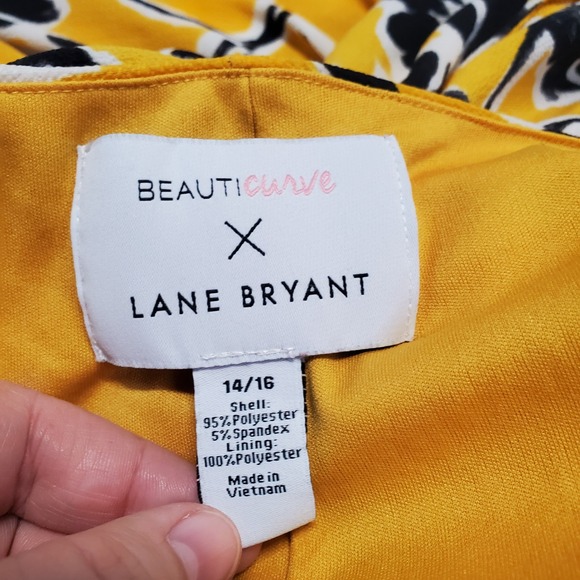 BEAUTIcurve
X
LANE BRYANT
14/16
Shell:
95%Polyester
5%Spandex
Lining:
100%Polyester
Made in
Vietnam